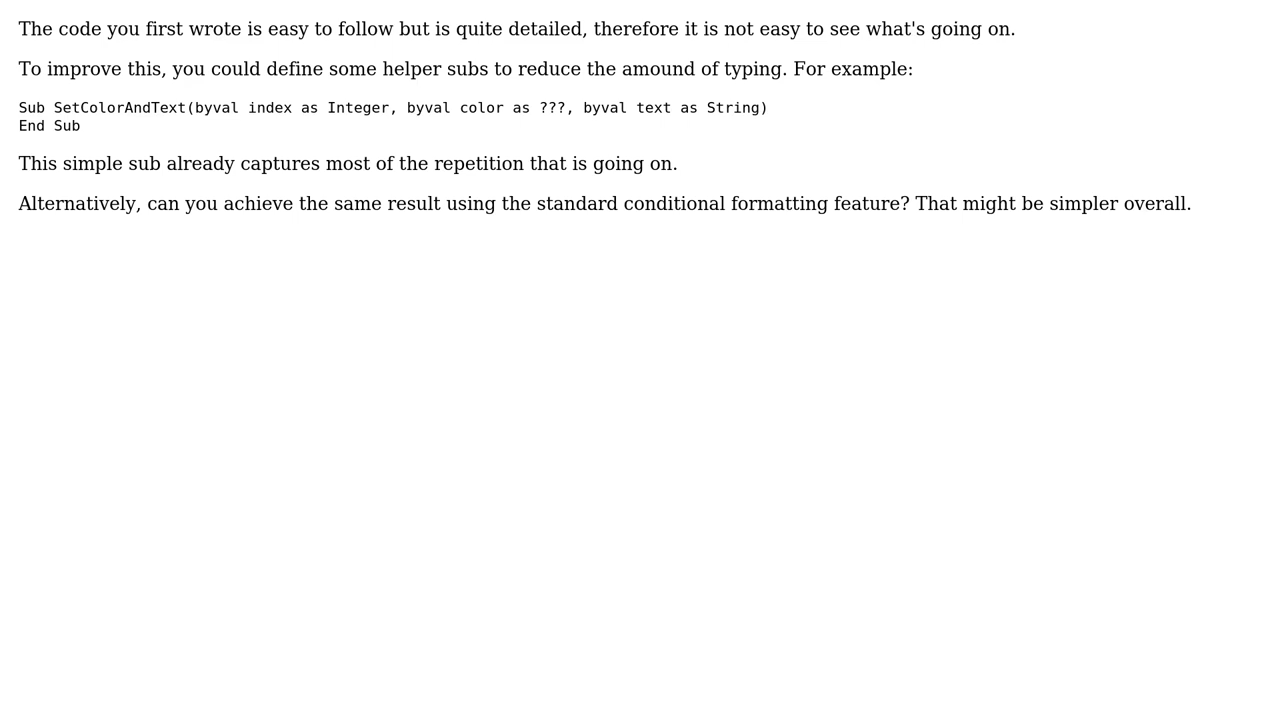 The code you first wrote is easy to follow but is quite detailed, therefore it is not easy to see what's going on.
To improve this, you could define some helper subs to reduce the amound of typing. For example:
Sub SetColorAndText(byval index as Integer, byval color as ???, byval text as String)
End Sub
This simple sub already captures most of the repetition that is going on.
Alternatively, can you achieve the same result using the standard conditional formatting feature? That might be simpler overall.